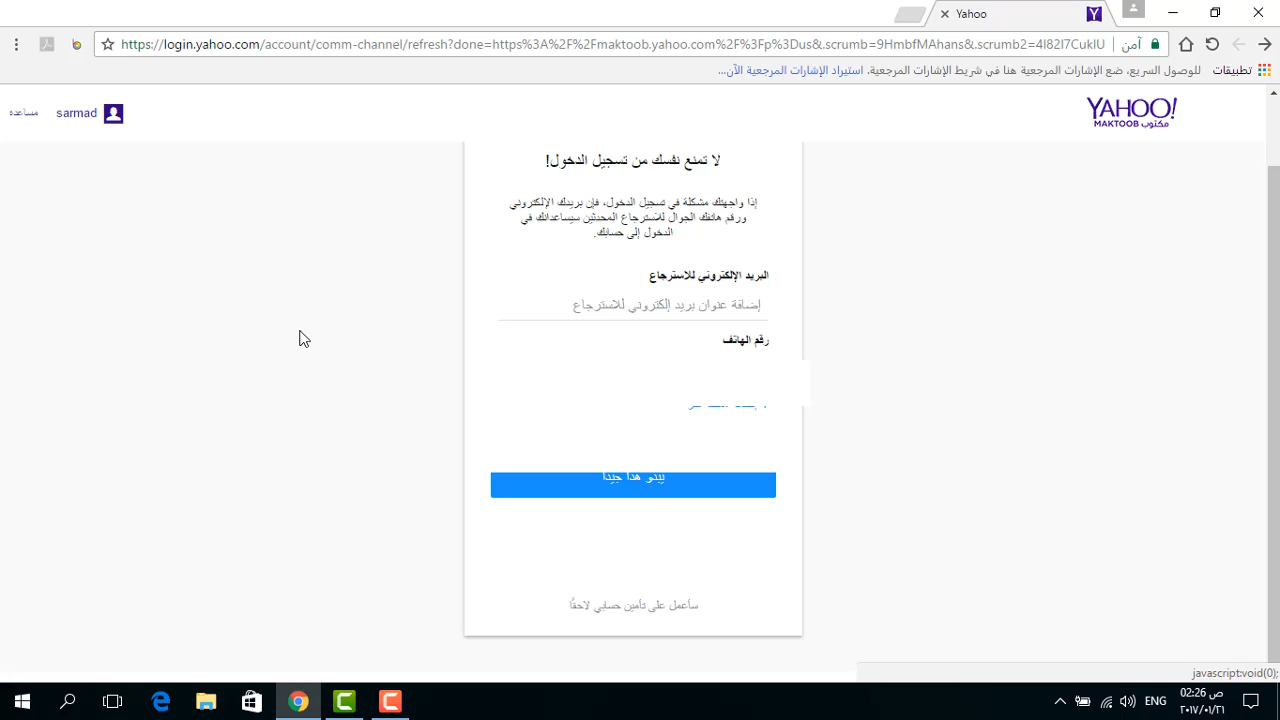 Yahoo
https://login.yahoo.com/account/comm-channel/refresh?done=https%3A%2F%2Fmaktoob.yahoo.com%2F%3Fp%3Dus&.scrumb=9HmbfMAhans&.scrumb2=4I82I7CukIU
آمن
تطبيقات
للوصول السريع، ضع الإشارات المرجعية هنا في شريط الإشارات المرجعية. استيراد الإشارات المرجعية الآن...
YAHOO!
MAKTOOB مكتوب
sarmad
مساعدة
لا تمنع نفسك من تسجيل الدخول!
إذا واجهتك مشكلة في تسجيل الدخول، فإن بريدك الإلكتروني
ورقم هاتفك الجوال للاسترجاع المحدثين سيساعدانك في
الدخول إلى حسابك.
البريد الإلكتروني للاسترجاع
إضافة عنوان بريد إلكتروني للاسترجاع
رقم الهاتف
يبدو هذا جيدا
سأعمل على تأمين حسابي لاحقًا
javascript:void(0);
ENG
02:26 ص
٢٠١٧/٠١/٢١